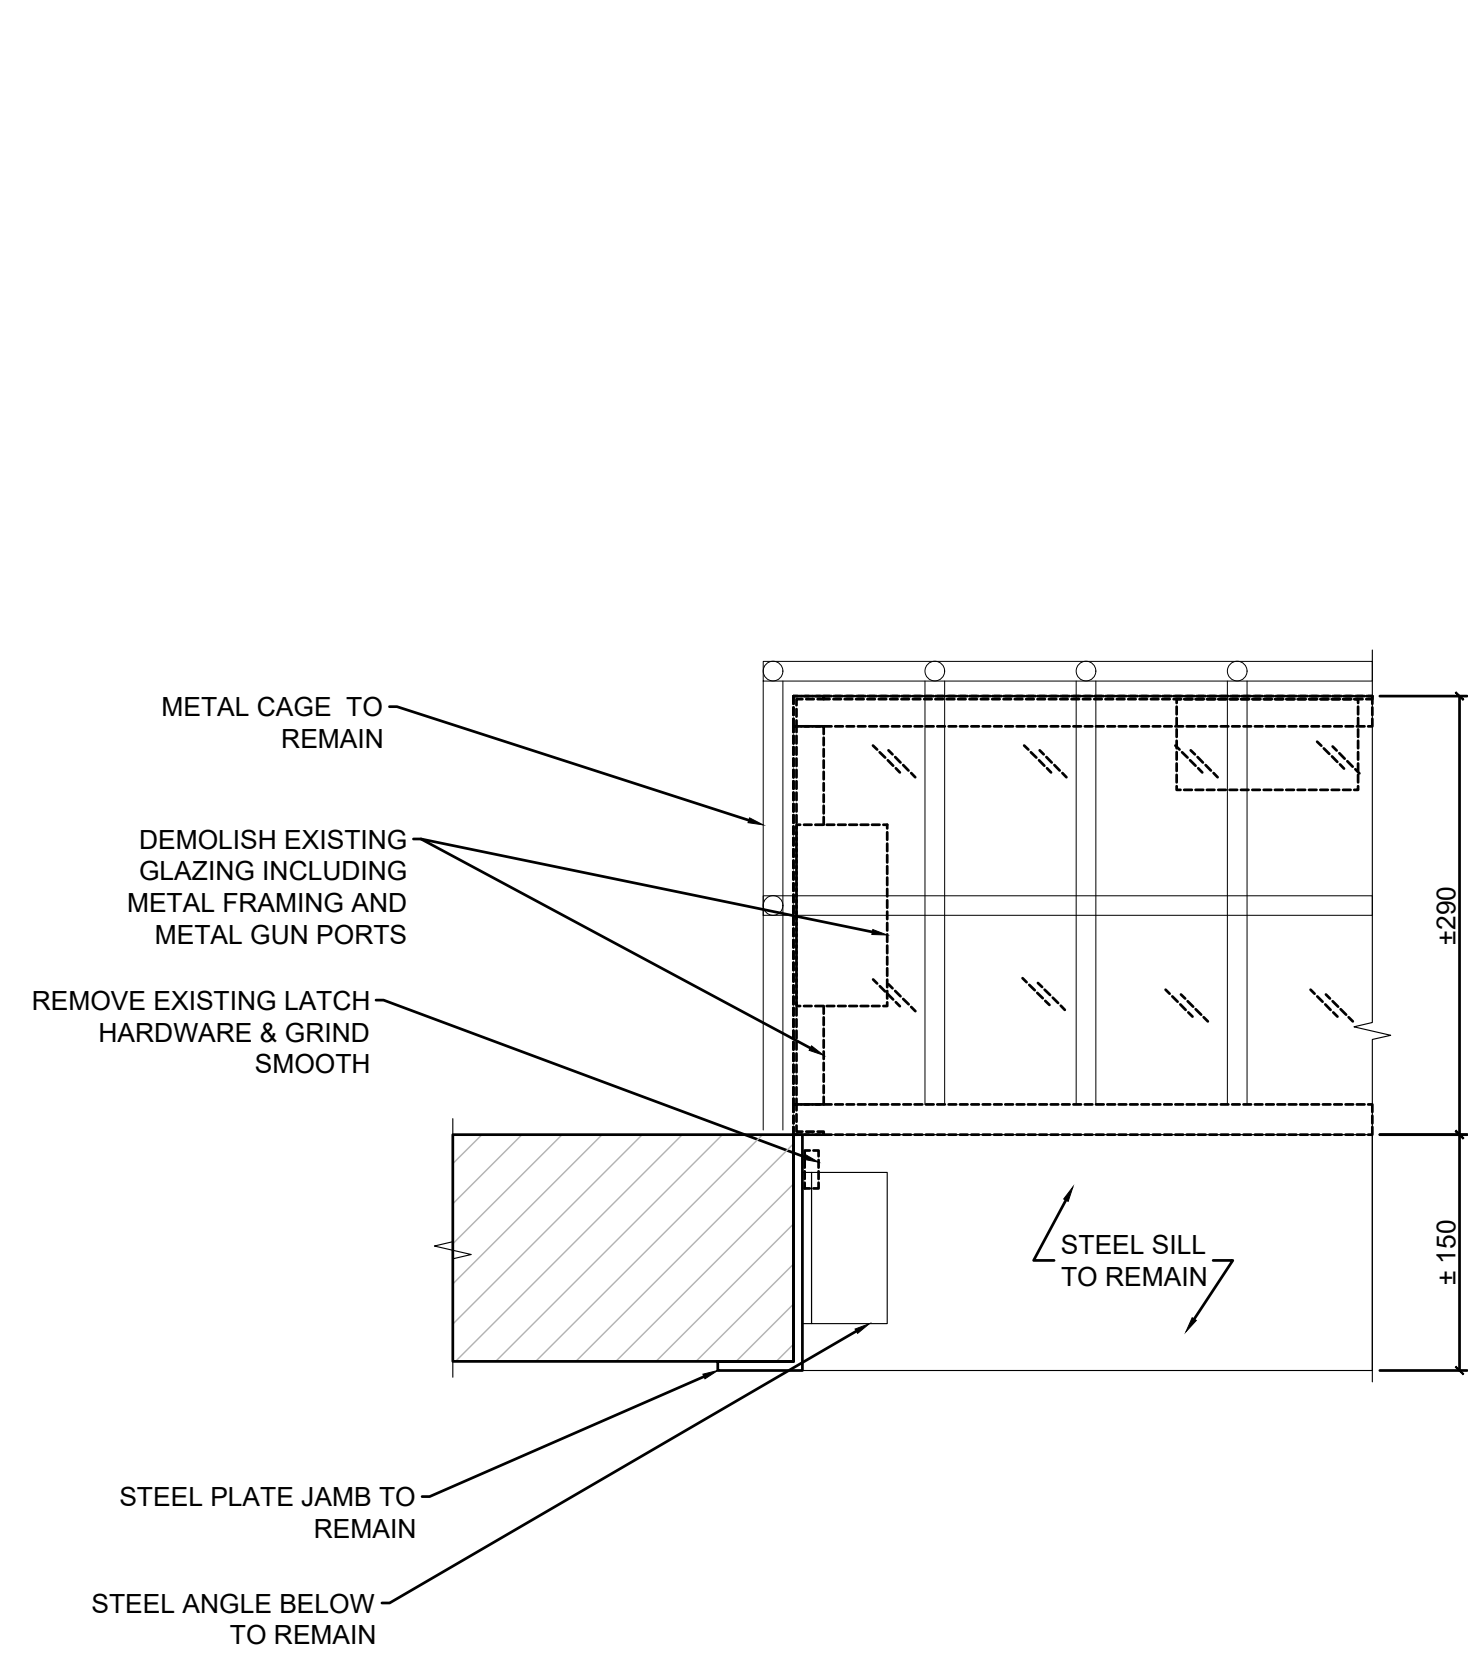 METAL CAGE  TO
REMAIN
DEMOLISH EXISTING
GLAZING INCLUDING
METAL FRAMING AND
METAL GUN PORTS
REMOVE EXISTING LATCH
HARDWARE & GRIND
SMOOTH
±290
STEEL SILL
TO REMAIN
± 150
STEEL PLATE JAMB TO
REMAIN
STEEL ANGLE BELOW
TO REMAIN